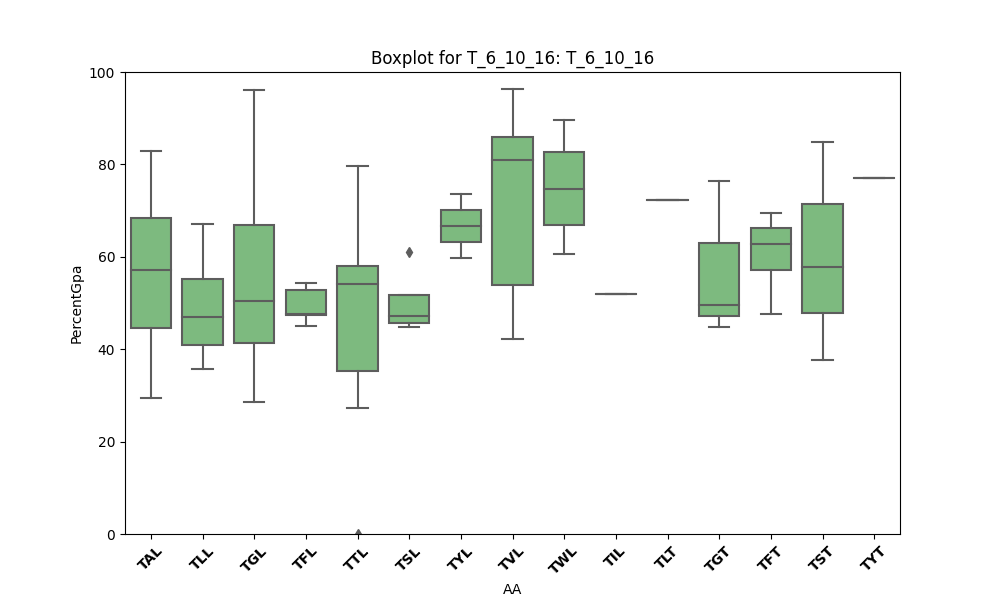 Boxplot for T_6_10_16: T_6_10_16
PercentGpa
100
80
60
40
20
0
TAL TLL TGL TFL TTL TSL TYL TVL TWL TIL TLT TGT TFT TST TYT
AA